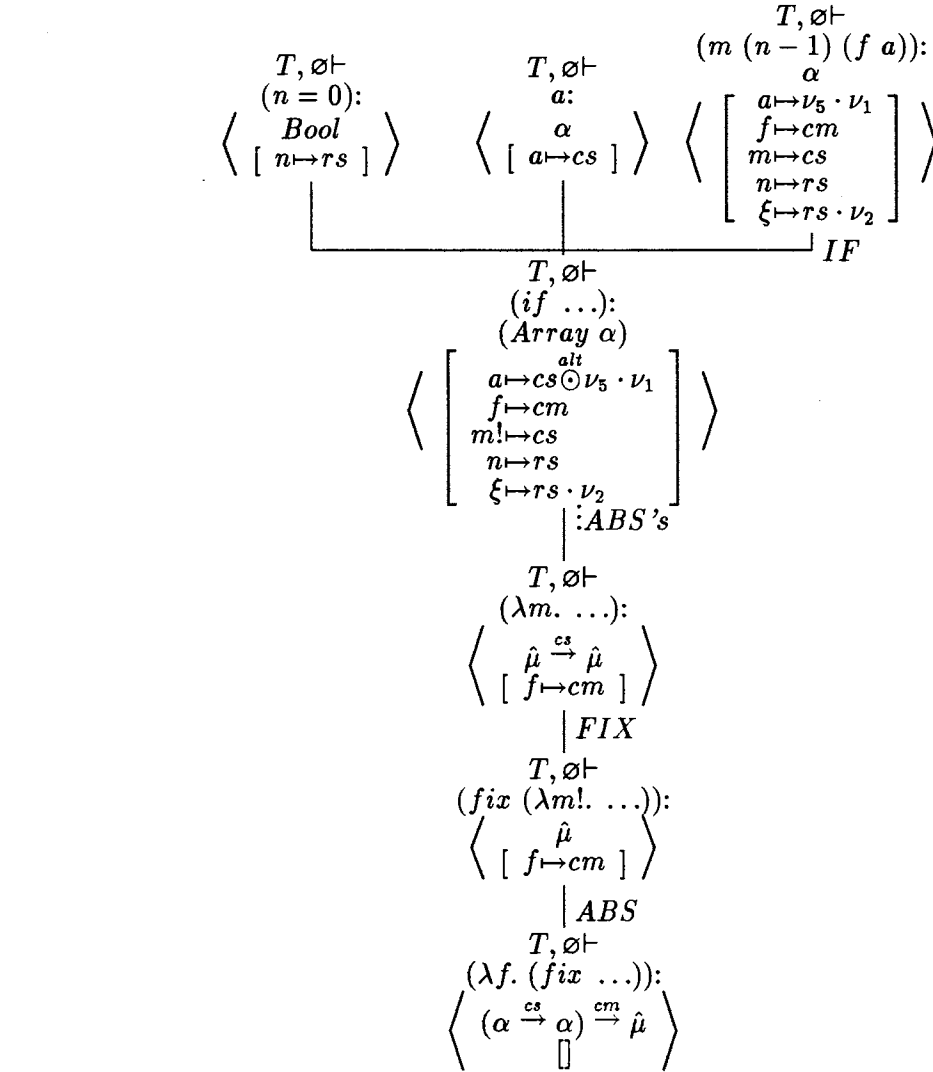 T, ∅⊢
(n = 0):
Bool
[ n↦rs ]
T, ∅⊢
a:
α
[ a↦cs ]
T, ∅⊢
(m (n − 1) (f a)):
α
a↦ν₅ · ν₁
f↦cm
m↦cs
n↦rs
ξ↦rs · ν₂
IF
T, ∅⊢
(if ...):
(Array α)
alt
a↦cs⊙ν₅ · ν₁
f↦cm
m!↦cs
n↦rs
ξ↦rs · ν₂
⋮ABS's
T, ∅⊢
(λm. ...):
cs
μ̂ → μ̂
[ f↦cm ]
FIX
T, ∅⊢
(fix (λm!. ...)):
μ̂
[ f↦cm ]
ABS
T, ∅⊢
(λf. (fix ...)):
cs cm
(α → α) → μ̂
[]